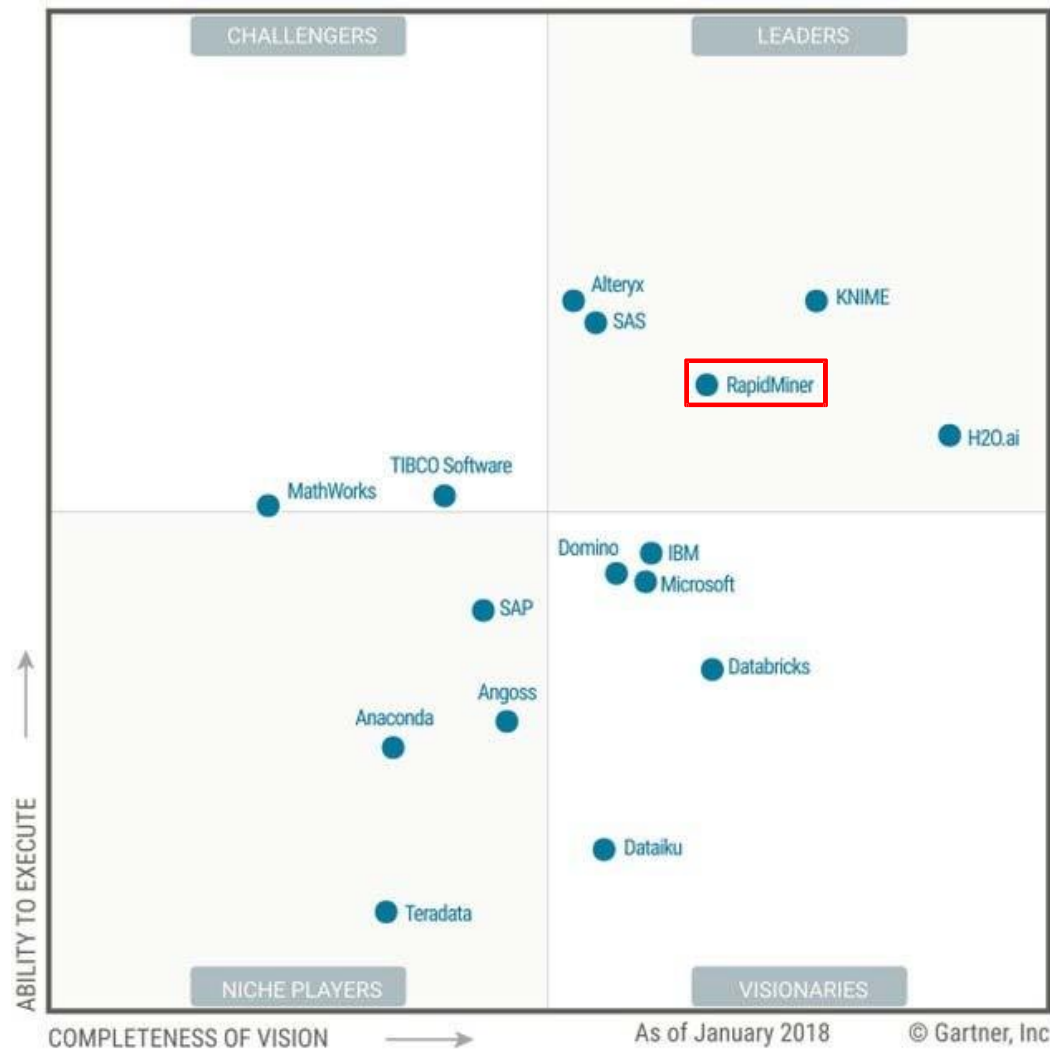 CHALLENGERS
LEADERS
Alteryx
KNIME
SAS
RapidMiner
H2O.ai
TIBCO Software
MathWorks
Domino
IBM
Microsoft
SAP
Databricks
Angoss
Anaconda
Dataiku
Teradata
ABILITY TO EXECUTE
NICHE PLAYERS
VISIONARIES
COMPLETENESS OF VISION
As of January 2018
© Gartner, Inc